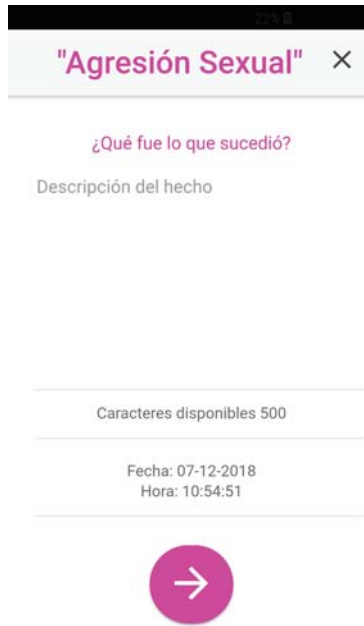 22%
"Agresión Sexual" ×
¿Qué fue lo que sucedió?
Descripción del hecho
Caracteres disponibles 500
Fecha: 07-12-2018
Hora: 10:54:51